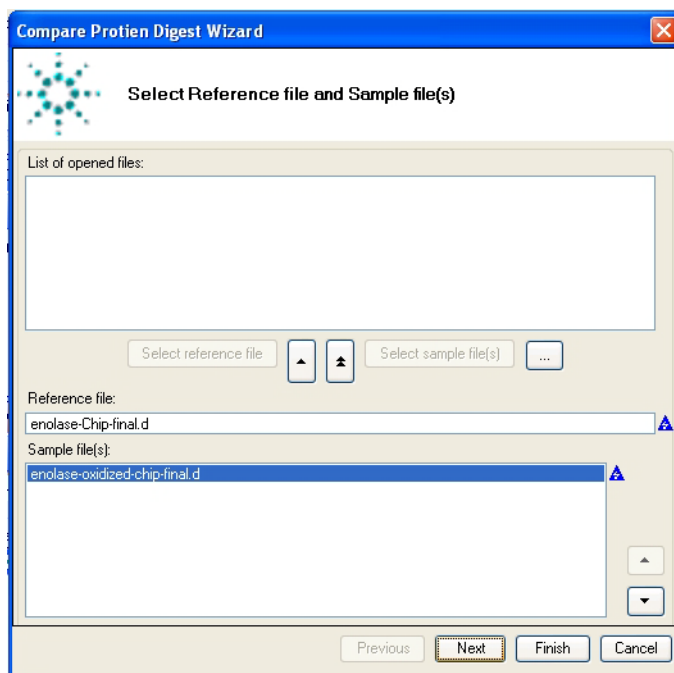 Compare Protien Digest Wizard
Select Reference file and Sample file(s)
List of opened files:
Select reference file
Select sample file(s)
...
Reference file:
enolase-Chip-final.d
Sample file(s):
enolase-oxidized-chip-final.d
Previous
Next
Finish
Cancel